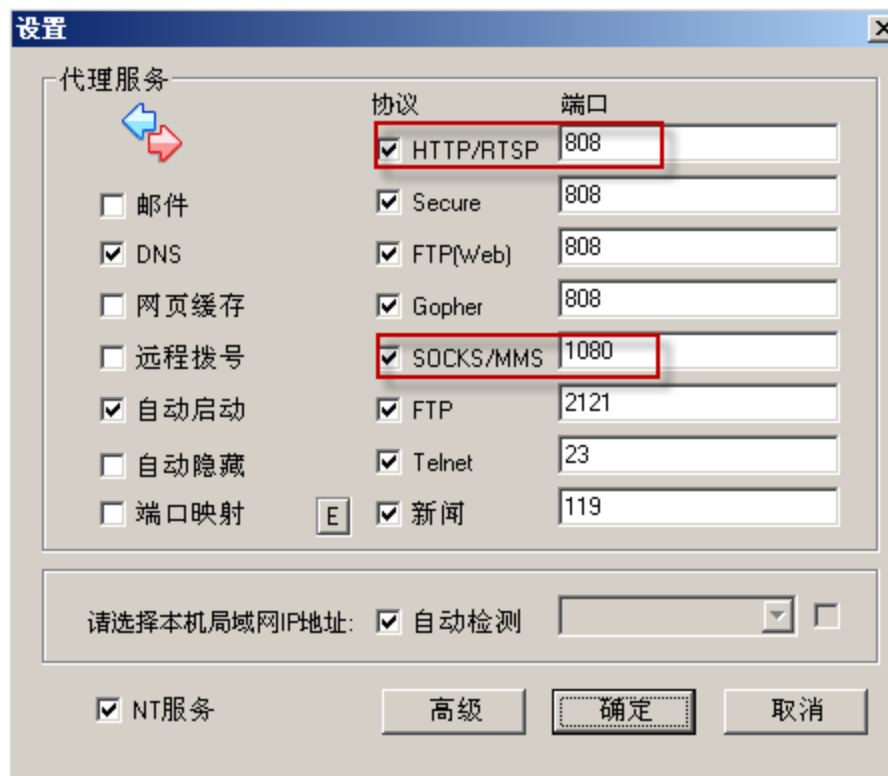 设置
代理服务
协议 端口
HTTP/RTSP 808
邮件 Secure 808
DNS FTP(Web) 808
网页缓存 Gopher 808
远程拨号 SOCKS/MMS 1080
自动启动 FTP 2121
自动隐藏 Telnet 23
端口映射 E 新闻 119
请选择本机局域网IP地址: 自动检测
NT服务 高级 确定 取消